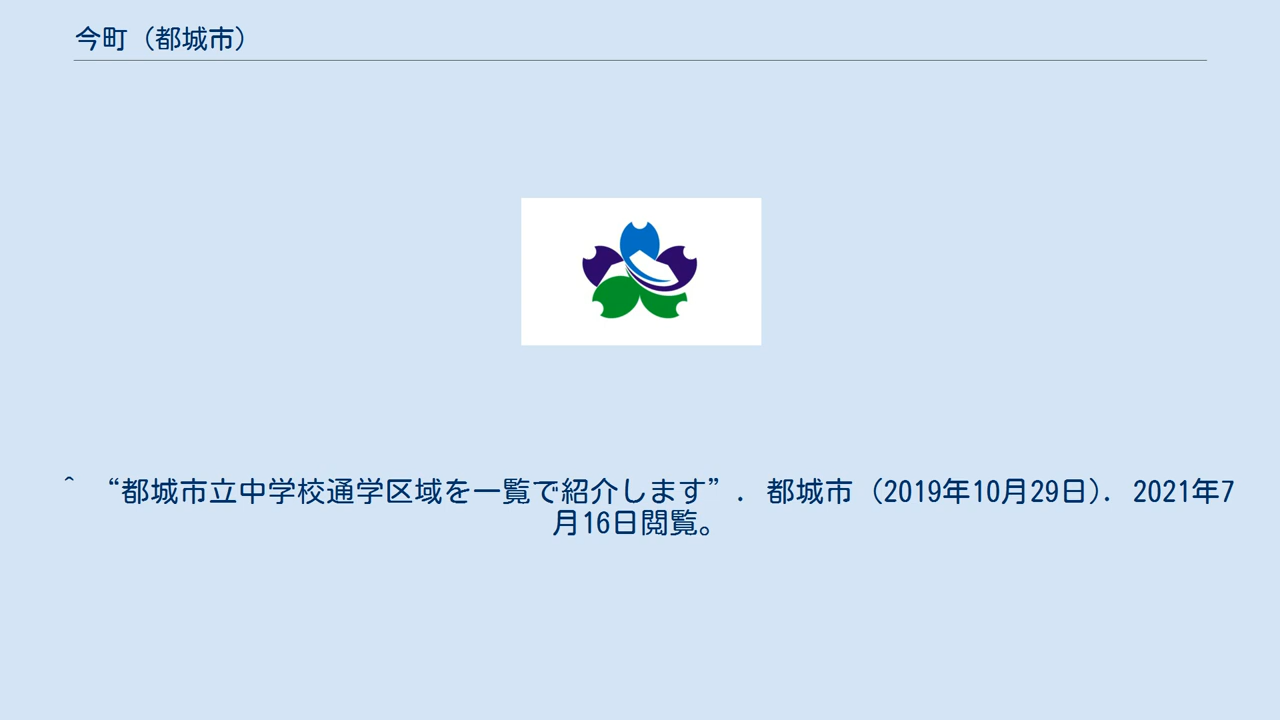 今町（都城市）
^ “都城市立中学校通学区域を一覧で紹介します”. 都城市（2019年10月29日）. 2021年7
月16日閲覧。